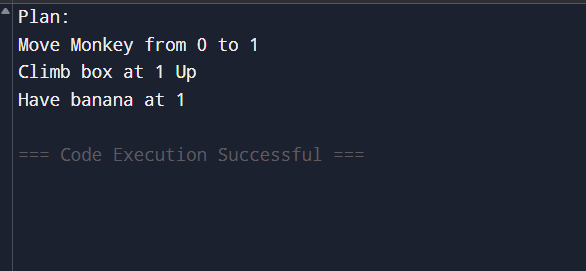 Plan:
Move Monkey from 0 to 1
Climb box at 1 Up
Have banana at 1
=== Code Execution Successful ===